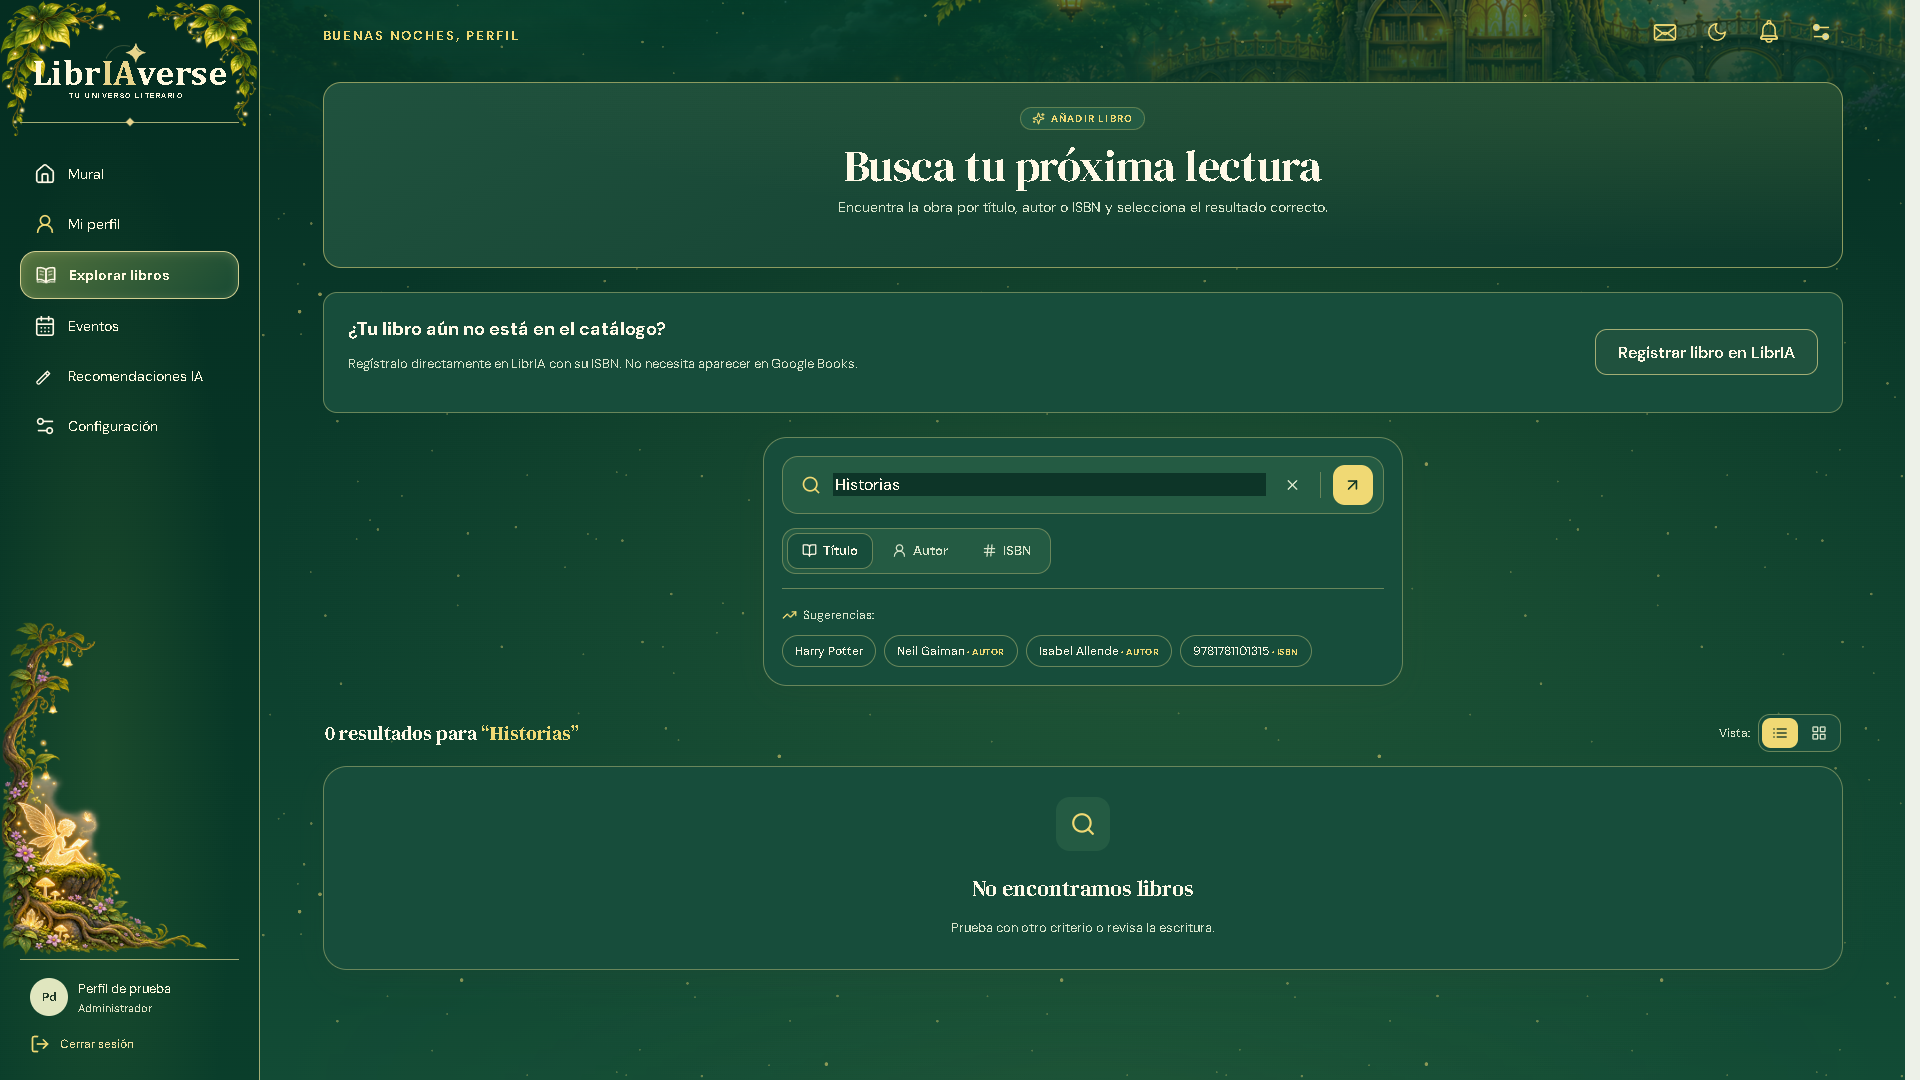 LibrIAverse
TU UNIVERSO LITERARIO
Mural
Mi perfil
Explorar libros
Eventos
Recomendaciones IA
Configuración
Pd
Perfil de prueba
Administrador
Cerrar sesión
BUENAS NOCHES, PERFIL
AÑADIR LIBRO
Busca tu próxima lectura
Encuentra la obra por título, autor o ISBN y selecciona el resultado correcto.
¿Tu libro aún no está en el catálogo?
Regístralo directamente en LibrIA con su ISBN. No necesita aparecer en Google Books.
Registrar libro en LibrIA
Historias
Título Autor ISBN
Sugerencias:
Harry Potter Neil Gaiman · AUTOR Isabel Allende · AUTOR 9781781101315 · ISBN
0 resultados para “Historias”
Vista:
No encontramos libros
Prueba con otro criterio o revisa la escritura.